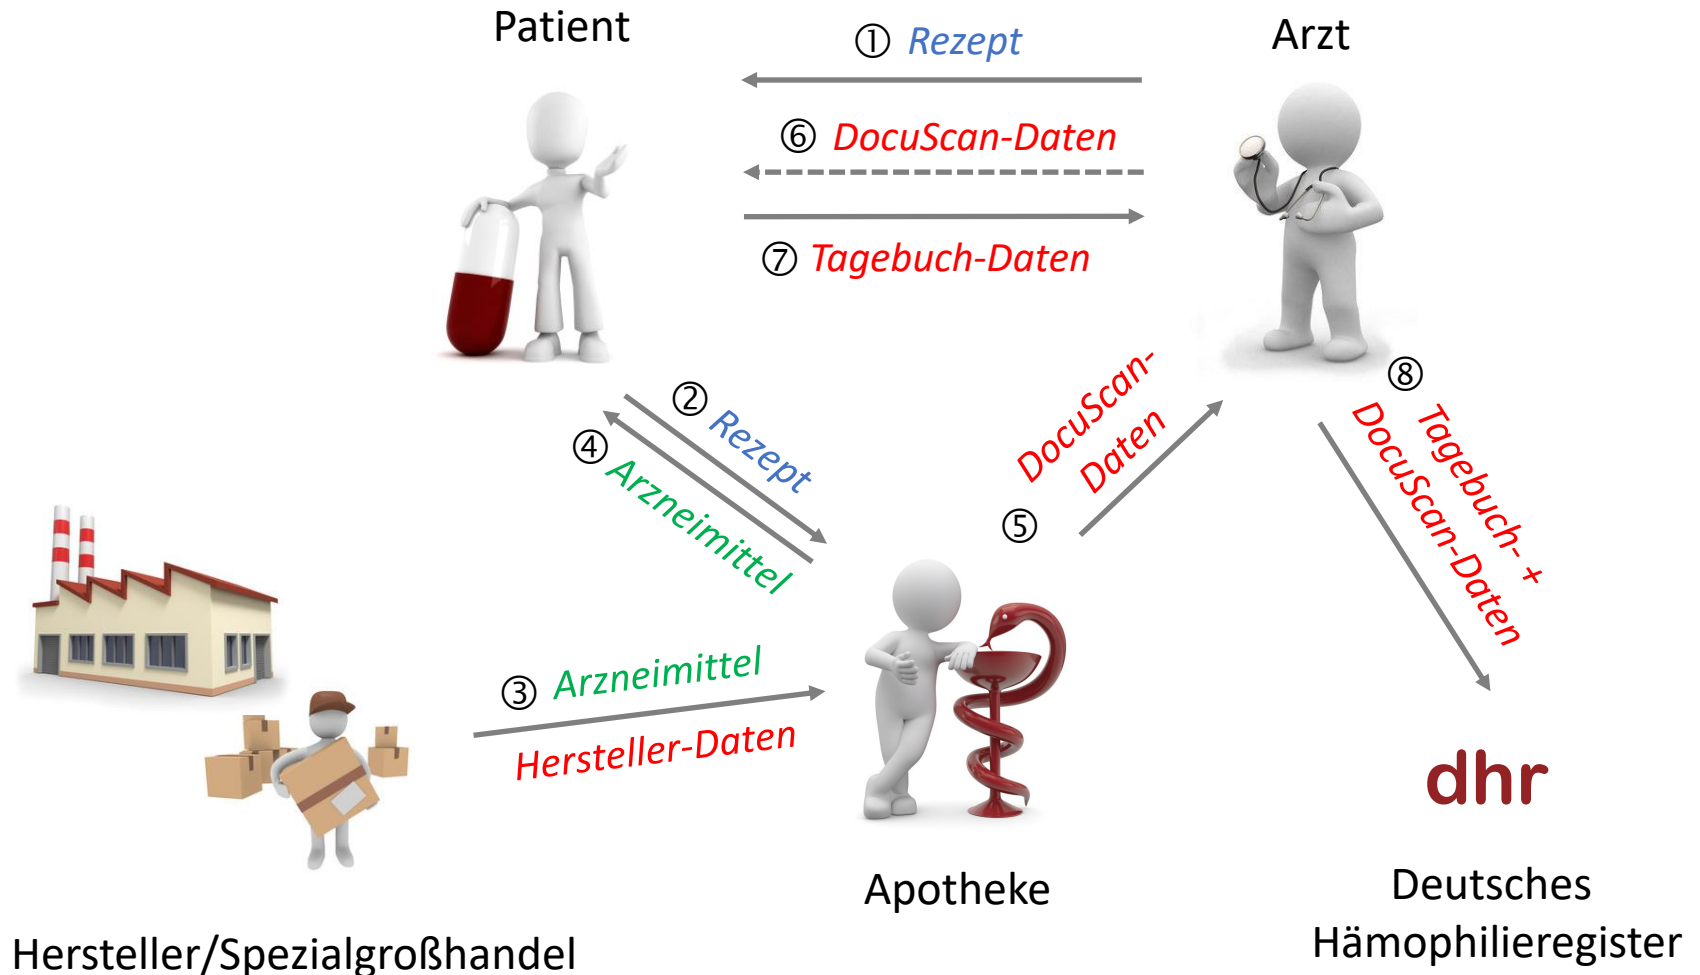 Patient
Arzt
① Rezept
⑥ DocuScan-Daten
⑦ Tagebuch-Daten
② Rezept
④ Arzneimittel
③ Arzneimittel
Hersteller-Daten
⑤ DocuScan-
Daten
⑧ Tagebuch- +
DocuScan-Daten
dhr
Apotheke
Deutsches
Hämophilieregister
Hersteller/Spezialgroßhandel